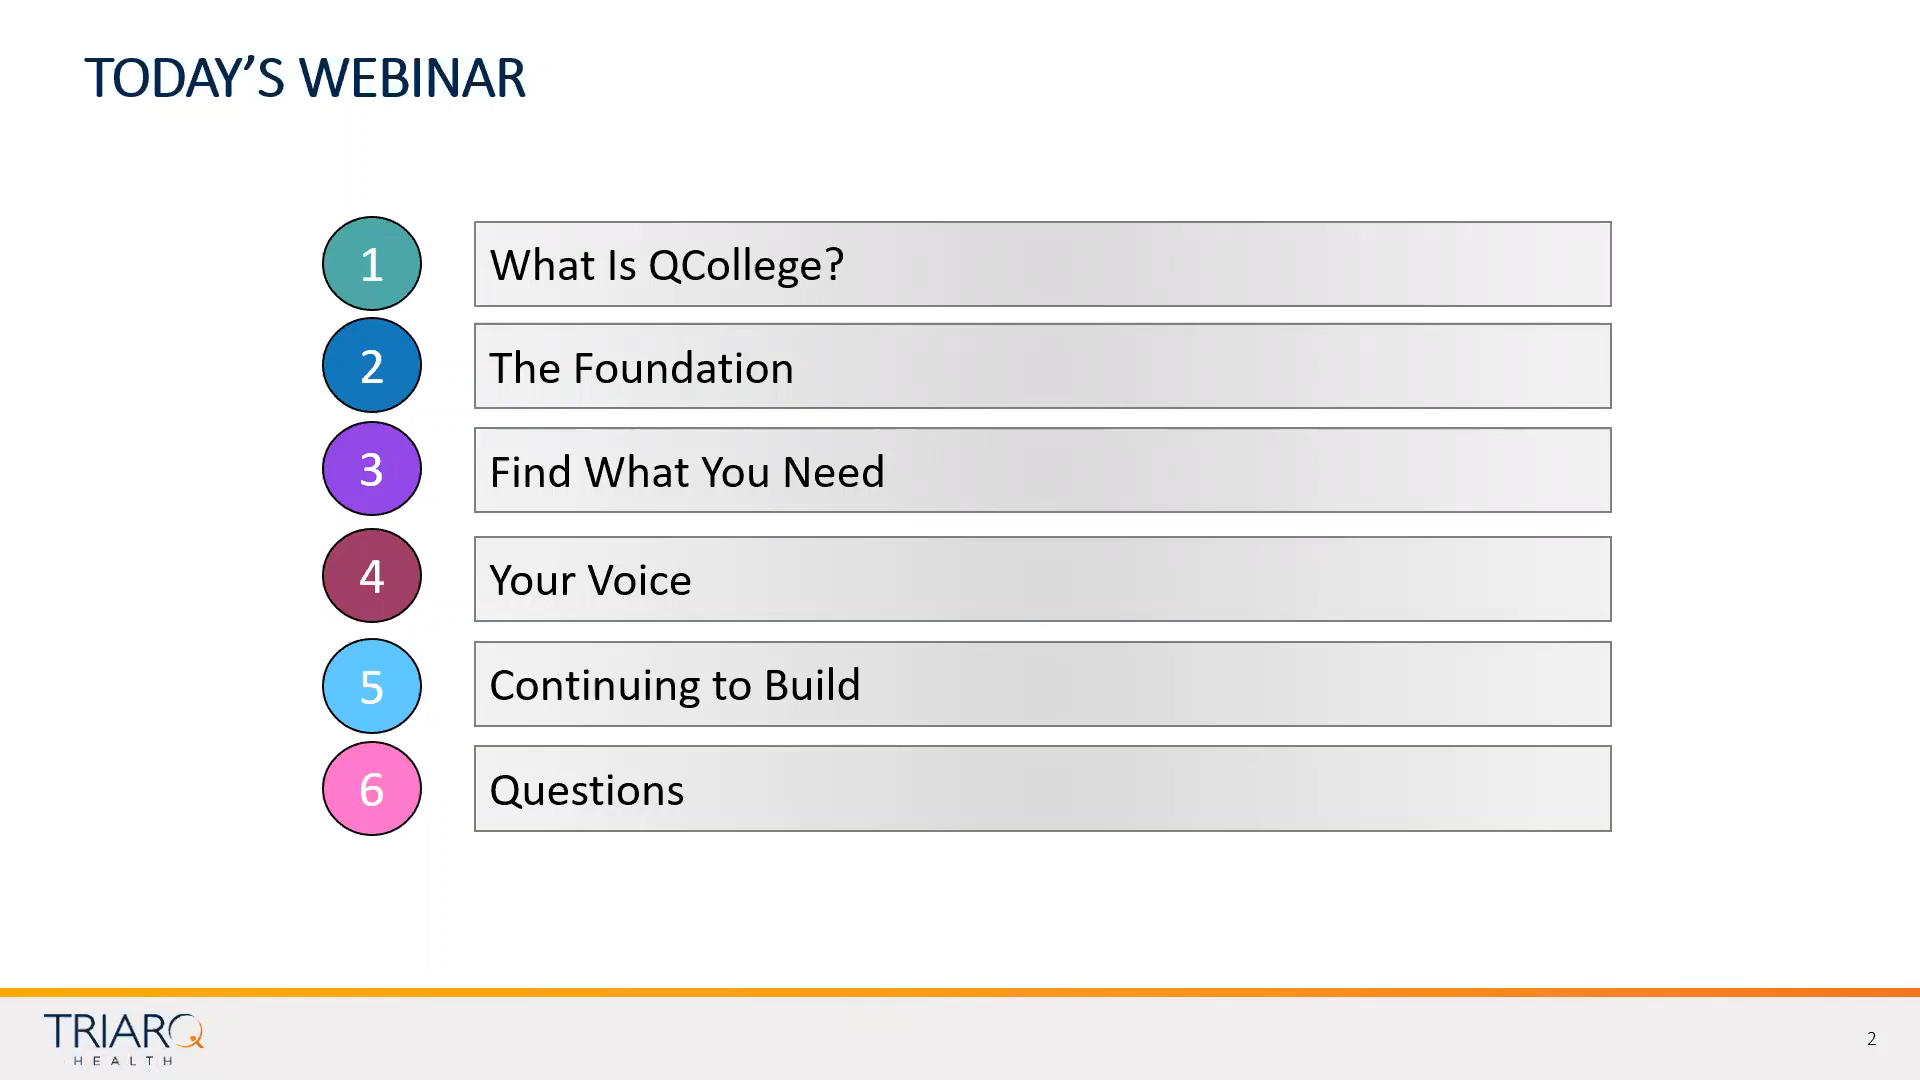 TODAY’S WEBINAR
1 What Is QCollege?
2 The Foundation
3 Find What You Need
4 Your Voice
5 Continuing to Build
6 Questions
TRIARQ
HEALTH
2